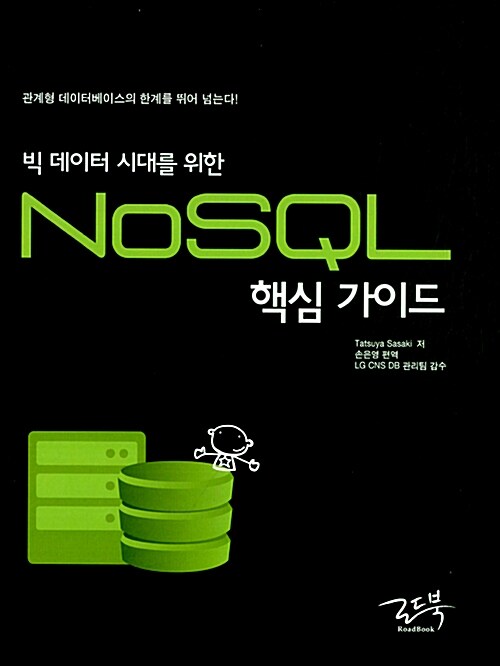 관계형 데이터베이스의 한계를 뛰어 넘는다!
빅 데이터 시대를 위한
NoSQL
핵심 가이드
Tatsuya Sasaki 저
손은영 편역
LG CNS DB 관리팀 감수
로드북
RoadBook